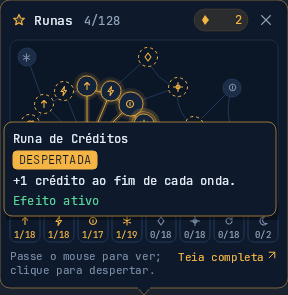 Runas 4/128 2
Runa de Créditos
DESPERTADA
+1 crédito ao fim de cada onda.
Efeito ativo
1/18 1/18 1/17 1/19 0/18 0/18 0/18 0/2
Passe o mouse para ver; Teia completa
clique para despertar.